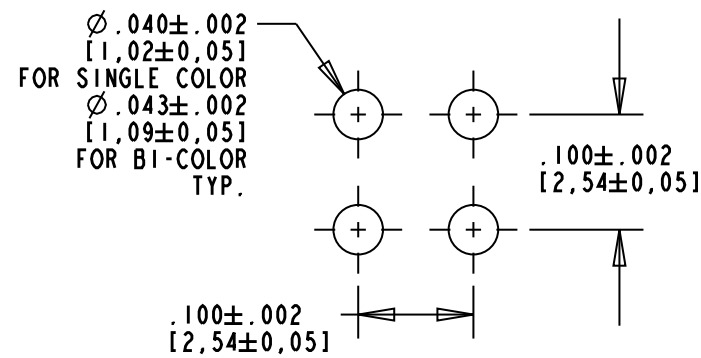 Ø.040±.002
[1,02±0,05]
FOR SINGLE COLOR
Ø.043±.002
[1,09±0,05]
FOR BI-COLOR
TYP.
.100±.002
[2,54±0,05]
.100±.002
[2,54±0,05]